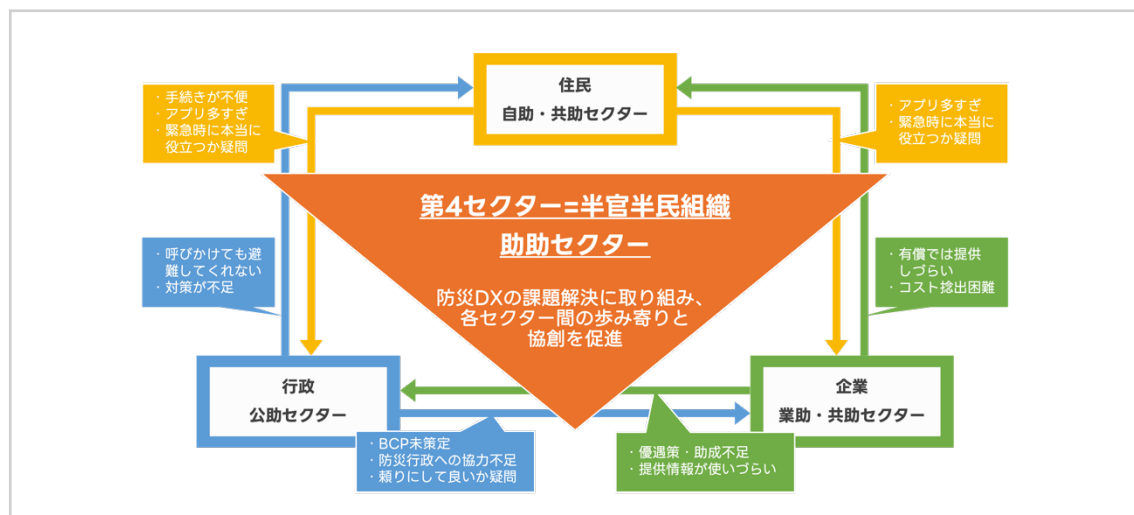 住民
自助・共助セクター
・手続きが不便
・アプリ多すぎ
・緊急時に本当に
役立つか疑問
・アプリ多すぎ
・緊急時に本当に
役立つか疑問
第4セクター=半官半民組織
助助セクター
防災DXの課題解決に取り組み、
各セクター間の歩み寄りと
協創を促進
・呼びかけても避
難してくれない
・対策が不足
・有償では提供
しづらい
・コスト捻出困難
行政
公助セクター
企業
業助・共助セクター
・BCP未策定
・防災行政への協力不足
・頼りにして良いか疑問
・優遇策・助成不足
・提供情報が使いづらい